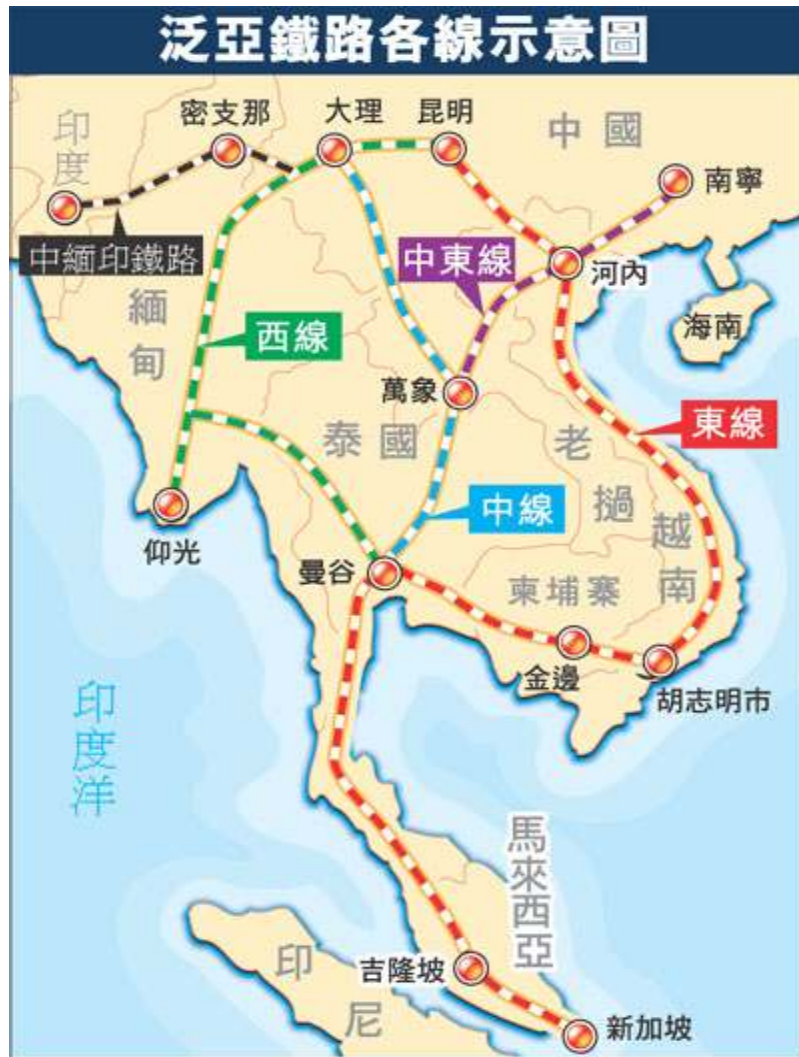 泛亞鐵路各線示意圖
密支那
大理
昆明
中國
印度
南寧
中緬印鐵路
中東線
河內
緬甸
西線
海南
萬象
東線
泰國
老撾
中線
越南
仰光
曼谷
柬埔寨
金邊
胡志明市
印度洋
馬來西亞
印尼
吉隆坡
新加坡